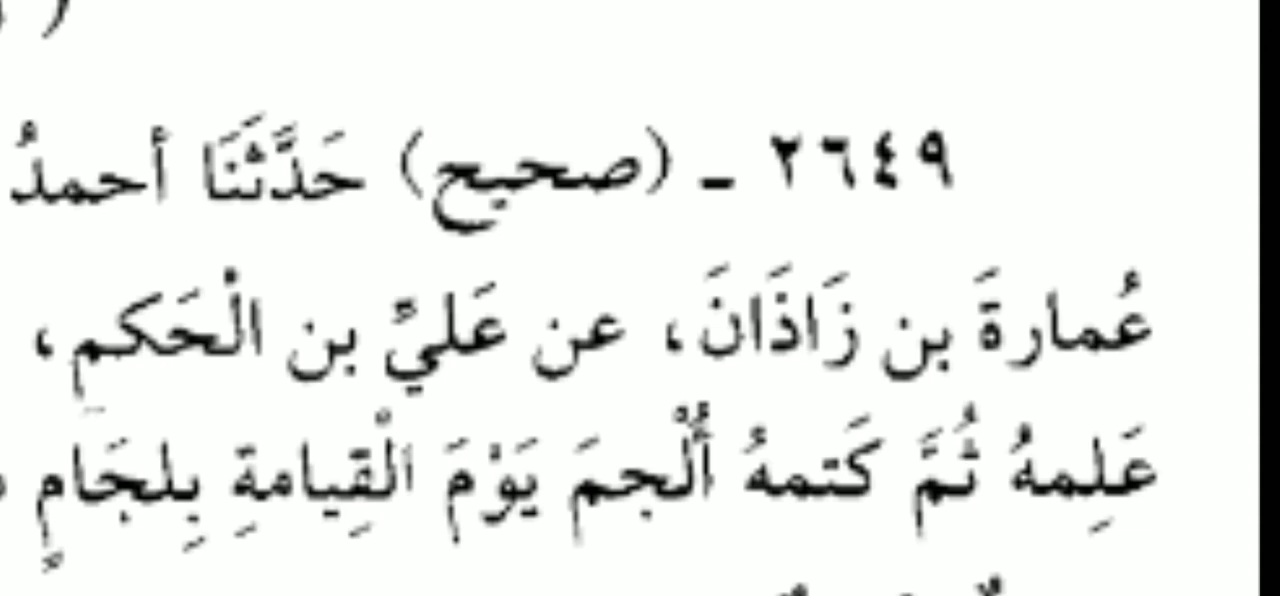 ٢٦٤٩ ـ (صحيح) حَدَّثَنَا أحمدُ
عُمارةَ بن زَاذَانَ، عن عَليِّ بن الْحَكمِ،
عَلِمهُ ثُمَّ كَتمهُ أُلْجمَ يَوْمَ الْقِيامةِ بِلجَامٍ